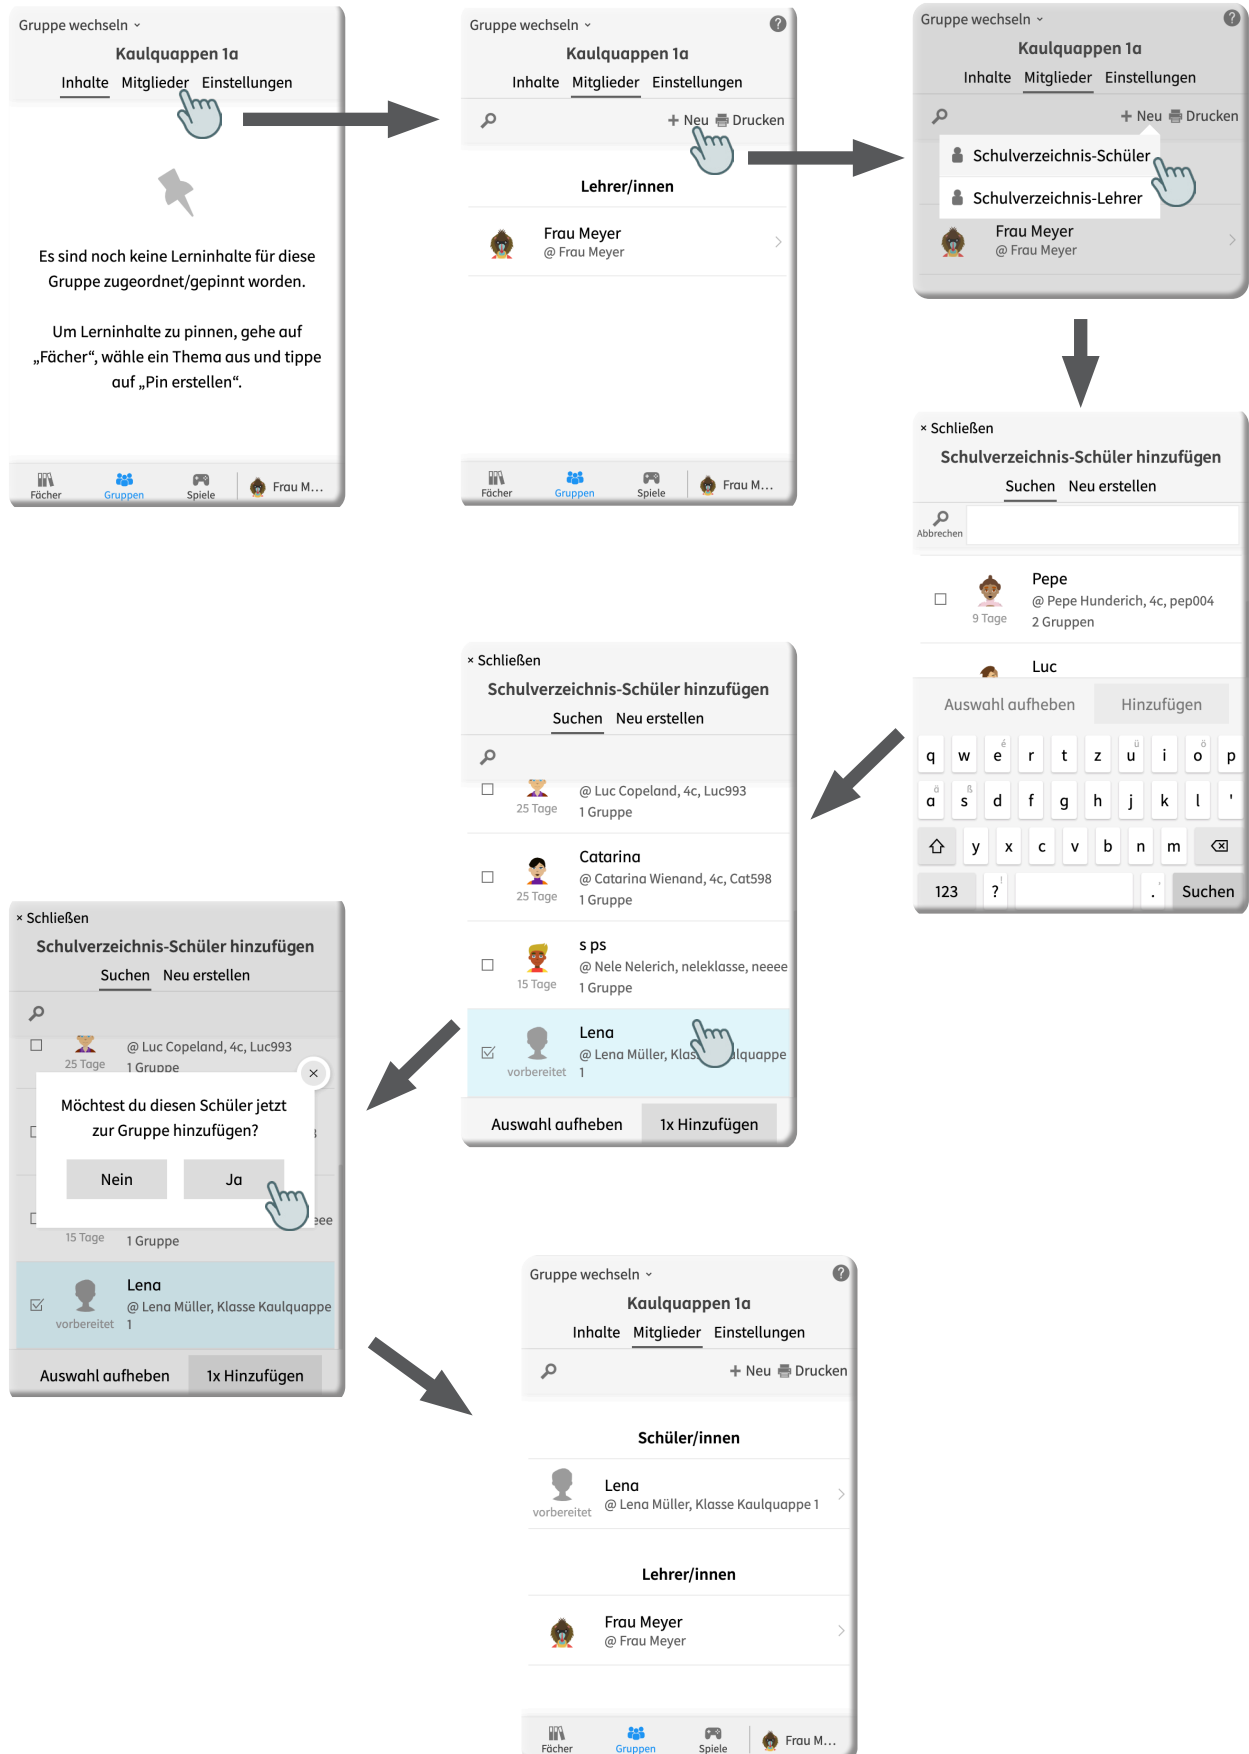 Gruppe wechseln
Kaulquappen 1a
Inhalte Mitglieder Einstellungen
Es sind noch keine Lerninhalte für diese
Gruppe zugeordnet/gepinnt worden.
Um Lerninhalte zu pinnen, gehe auf
„Fächer“, wähle ein Thema aus und tippe
auf „Pin erstellen“.
Fächer Gruppen Spiele Frau M...
Gruppe wechseln ?
Kaulquappen 1a
Inhalte Mitglieder Einstellungen
+ Neu Drucken
Lehrer/innen
Frau Meyer
@ Frau Meyer
Fächer Gruppen Spiele Frau M...
Gruppe wechseln ?
Kaulquappen 1a
Inhalte Mitglieder Einstellungen
+ Neu Drucken
Schulverzeichnis-Schüler
Schulverzeichnis-Lehrer
Frau Meyer
@ Frau Meyer
× Schließen
Schulverzeichnis-Schüler hinzufügen
Suchen Neu erstellen
Abbrechen
Pepe
@ Pepe Hunderich, 4c, pep004
9 Tage
2 Gruppen
Luc
Auswahl aufheben Hinzufügen
q w e é r t z u ü i o ö p
a ä s ß d f g h j k l '
y x c v b n m
123 ? ! . , Suchen
× Schließen
Schulverzeichnis-Schüler hinzufügen
Suchen Neu erstellen
@ Luc Copeland, 4c, Luc993
25 Tage 1 Gruppe
Catarina
@ Catarina Wienand, 4c, Cat598
25 Tage 1 Gruppe
s ps
@ Nele Nelerich, neleklasse, neeee
15 Tage 1 Gruppe
Lena
@ Lena Müller, Klas lquappe
vorbereitet 1
Auswahl aufheben 1x Hinzufügen
× Schließen
Schulverzeichnis-Schüler hinzufügen
Suchen Neu erstellen
@ Luc Copeland, 4c, Luc993
25 Tage 1 Gruppe
×
Möchtest du diesen Schüler jetzt
zur Gruppe hinzufügen?
Nein Ja
eee
15 Tage 1 Gruppe
Lena
@ Lena Müller, Klasse Kaulquappe
vorbereitet 1
Auswahl aufheben 1x Hinzufügen
Gruppe wechseln ?
Kaulquappen 1a
Inhalte Mitglieder Einstellungen
+ Neu Drucken
Schüler/innen
Lena
@ Lena Müller, Klasse Kaulquappe 1
vorbereitet
Lehrer/innen
Frau Meyer
@ Frau Meyer
Fächer Gruppen Spiele Frau M...